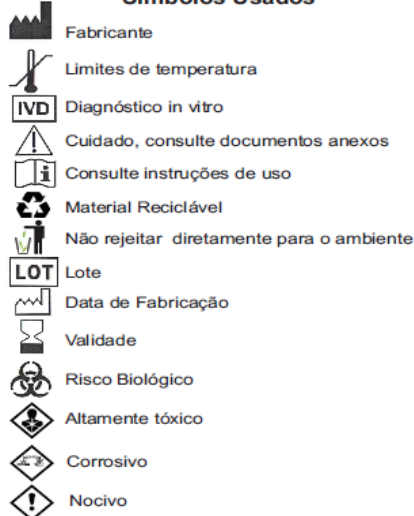 Símbolos Usados
Fabricante
Limites de temperatura
IVD Diagnóstico in vitro
Cuidado, consulte documentos anexos
i Consulte instruções de uso
Material Reciclável
Não rejeitar diretamente para o ambiente
LOT Lote
Data de Fabricação
Validade
Risco Biológico
Altamente tóxico
Corrosivo
Nocivo